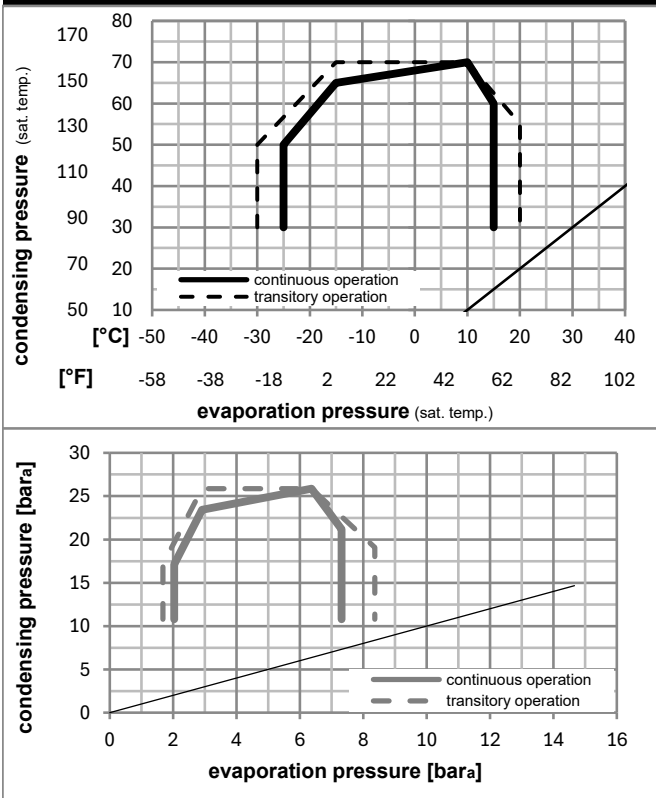 80
70
60
50
40
30
20
10
170
150
130
110
90
70
50
condensing pressure (sat. temp.)
continuous operation
transitory operation
[°C] -50 -40 -30 -20 -10 0 10 20 30 40
[°F] -58 -38 -18 2 22 42 62 82 102
evaporation pressure (sat. temp.)
30
25
20
15
10
5
0
condensing pressure [bara]
continuous operation
transitory operation
0 2 4 6 8 10 12 14 16
evaporation pressure [bara]